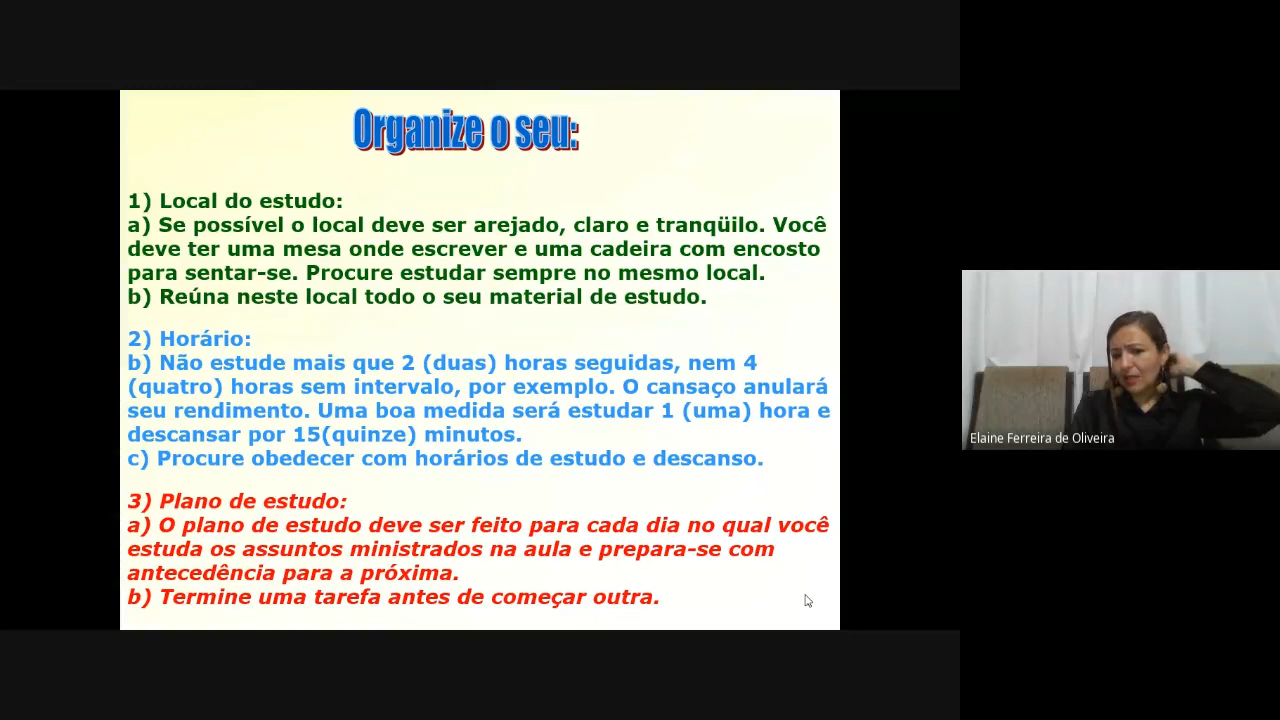 Organize o seu:
1) Local do estudo:
a) Se possível o local deve ser arejado, claro e tranqüilo. Você
deve ter uma mesa onde escrever e uma cadeira com encosto
para sentar-se. Procure estudar sempre no mesmo local.
b) Reúna neste local todo o seu material de estudo.
2) Horário:
b) Não estude mais que 2 (duas) horas seguidas, nem 4
(quatro) horas sem intervalo, por exemplo. O cansaço anulará
seu rendimento. Uma boa medida será estudar 1 (uma) hora e
descansar por 15(quinze) minutos.
c) Procure obedecer com horários de estudo e descanso.
3) Plano de estudo:
a) O plano de estudo deve ser feito para cada dia no qual você
estuda os assuntos ministrados na aula e prepara-se com
antecedência para a próxima.
b) Termine uma tarefa antes de começar outra.
Elaine Ferreira de Oliveira